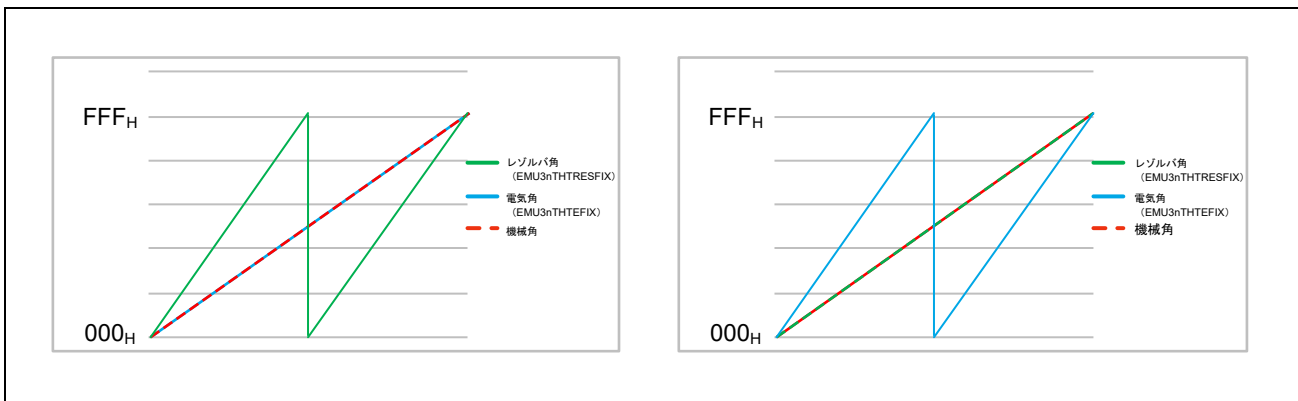 FFFH
レゾルバ角
（EMU3nTHTRESFIX）
電気角
（EMU3nTHTEFIX）
機械角
000H
FFFH
レゾルバ角
（EMU3nTHTRESFIX）
電気角
（EMU3nTHTEFIX）
機械角
000H